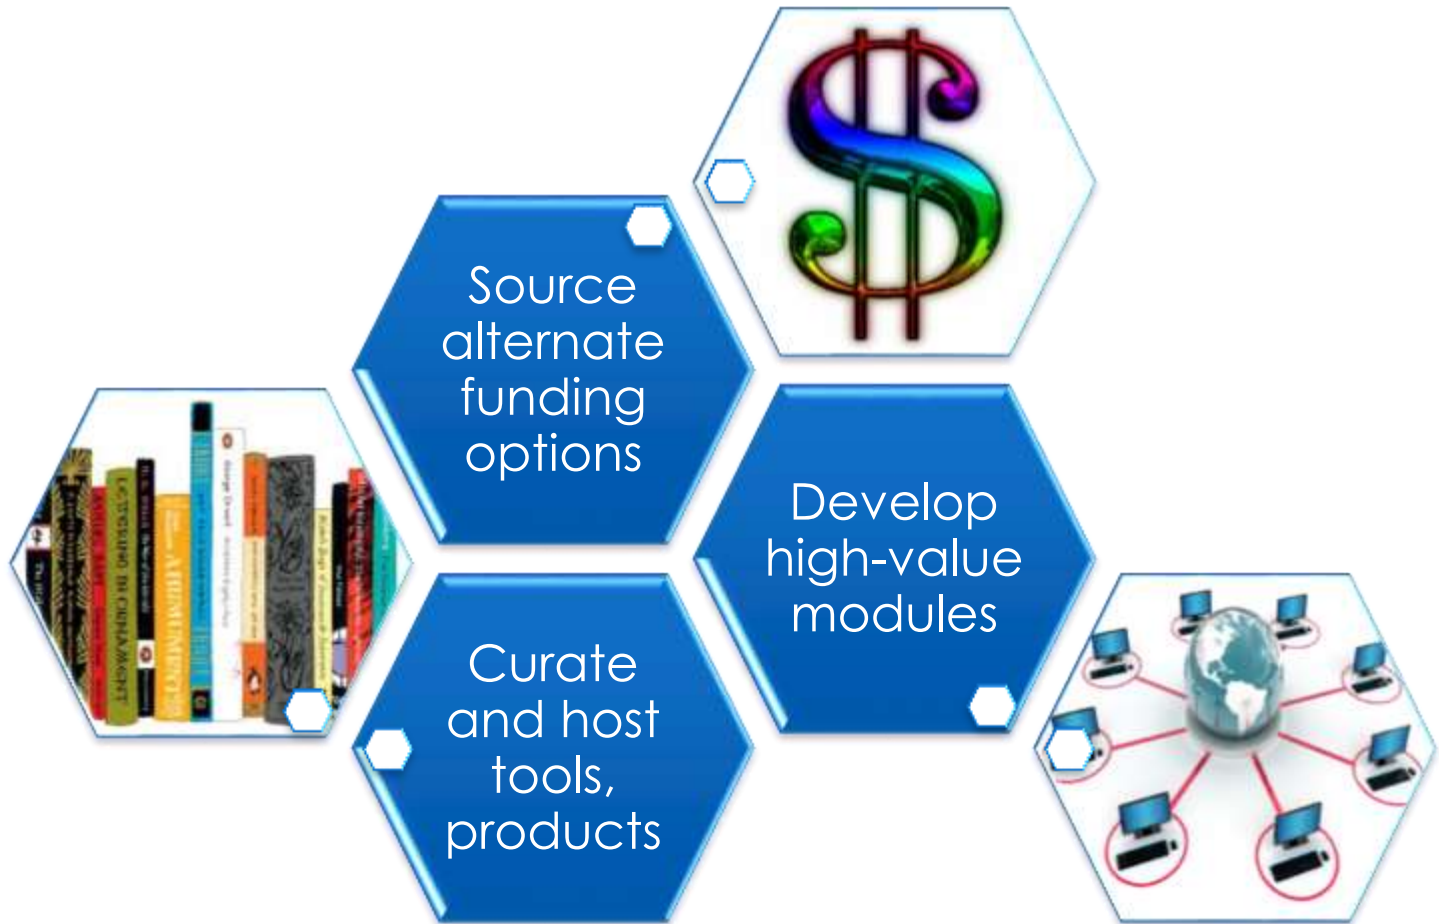 Source
alternate
funding
options
Develop
high-value
modules
Curate
and host
tools,
products